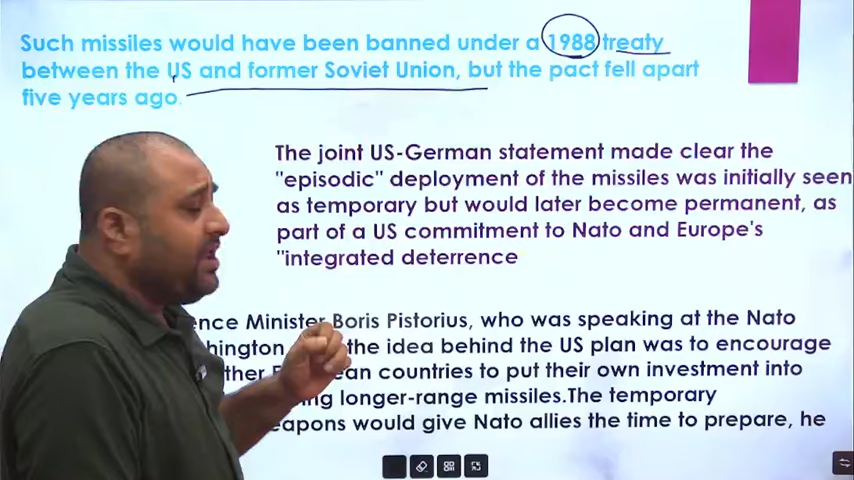 Such missiles would have been banned under a 1988 treaty
between the US and former Soviet Union, but the pact fell apart
five years ago.
The joint US-German statement made clear the
"episodic" deployment of the missiles was initially seen
as temporary but would later become permanent, as
part of a US commitment to Nato and Europe's
"integrated deterrence
Minister Boris Pistorius, who was speaking at the Nato
the idea behind the US plan was to encourage
countries to put their own investment into
longer-range missiles.The temporary
would give Nato allies the time to prepare, he